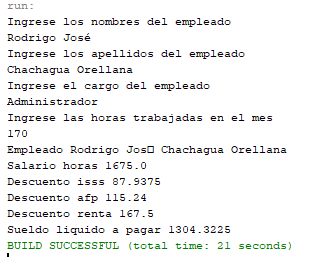 run:
Ingrese los nombres del empleado
Rodrigo José
Ingrese los apellidos del empleado
Chachagua Orellana
Ingrese el cargo del empleado
Administrador
Ingrese las horas trabajadas en el mes
170
Empleado Rodrigo Jos□ Chachagua Orellana
Salario horas 1675.0
Descuento isss 87.9375
Descuento afp 115.24
Descuento renta 167.5
Sueldo liquido a pagar 1304.3225
BUILD SUCCESSFUL (total time: 21 seconds)